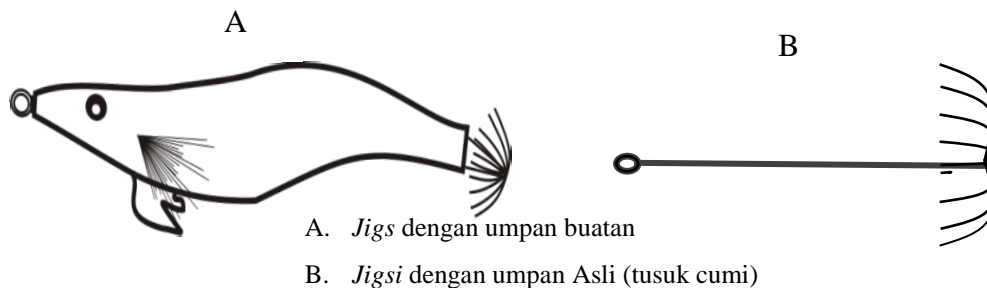 A
B
A. Jigs dengan umpan buatan
B. Jigsi dengan umpan Asli (tusuk cumi)